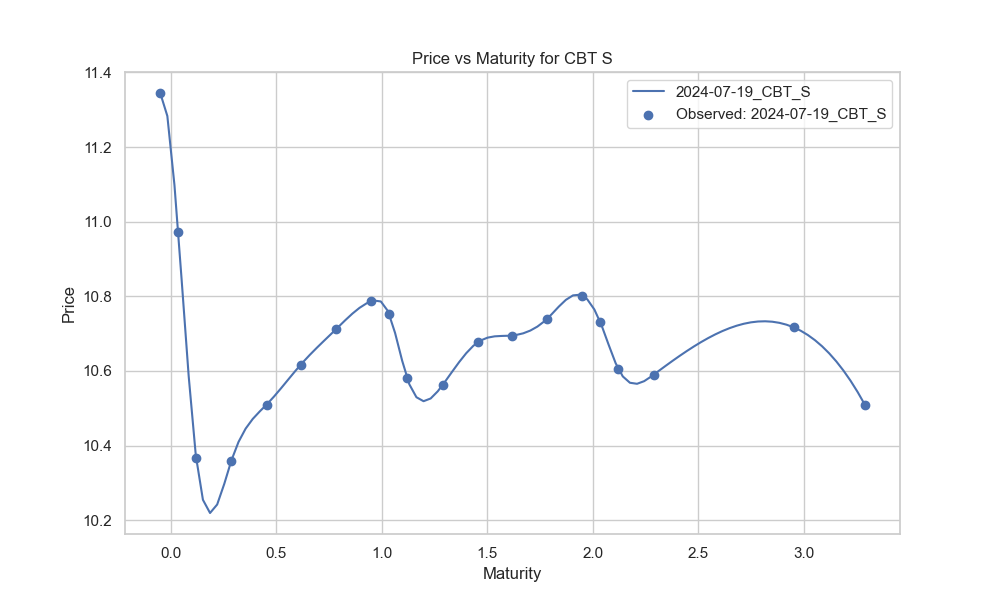 Price vs Maturity for CBT S
2024-07-19_CBT_S
Observed: 2024-07-19_CBT_S
Price
11.4
11.2
11.0
10.8
10.6
10.4
10.2
0.0 0.5 1.0 1.5 2.0 2.5 3.0
Maturity